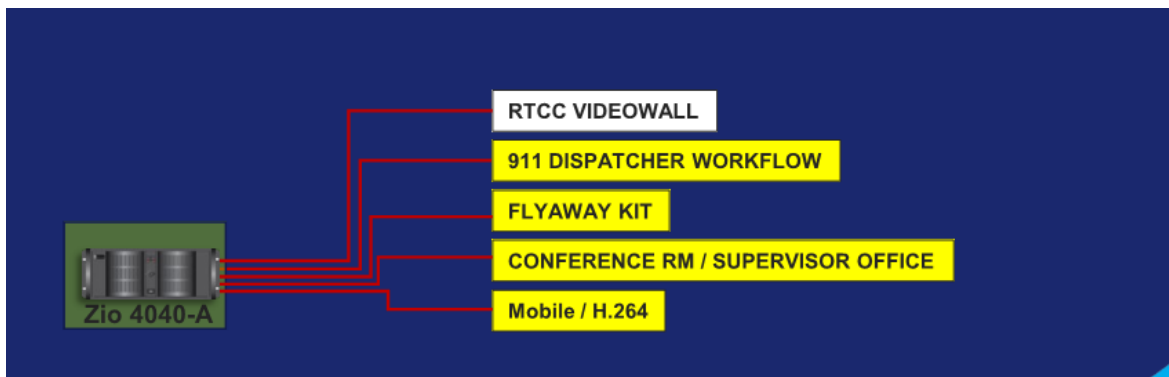 RTCC VIDEOWALL
911 DISPATCHER WORKFLOW
FLYAWAY KIT
CONFERENCE RM / SUPERVISOR OFFICE
Zio 4040-A
Mobile / H.264